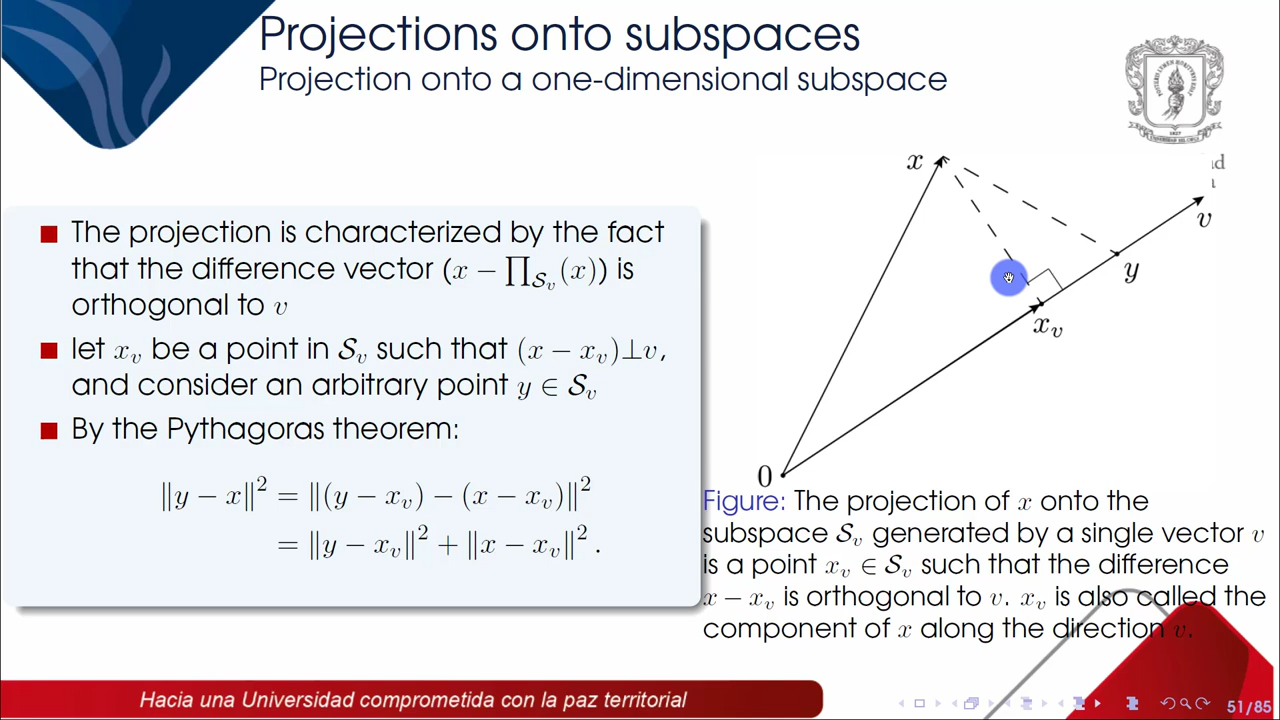 Projections onto subspaces
Projection onto a one-dimensional subspace
The projection is characterized by the fact
that the difference vector (x − ∏_{𝒮_v}(x)) is
orthogonal to v
let x_v be a point in 𝒮_v such that (x − x_v)⊥v,
and consider an arbitrary point y ∈ 𝒮_v
By the Pythagoras theorem:
‖y − x‖² = ‖(y − x_v) − (x − x_v)‖²
= ‖y − x_v‖² + ‖x − x_v‖² .
x
v
y
x_v
0
Figure: The projection of x onto the
subspace 𝒮_v generated by a single vector v
is a point x_v ∈ 𝒮_v such that the difference
x − x_v is orthogonal to v. x_v is also called the
component of x along the direction v.
Hacia una Universidad comprometida con la paz territorial
51/85